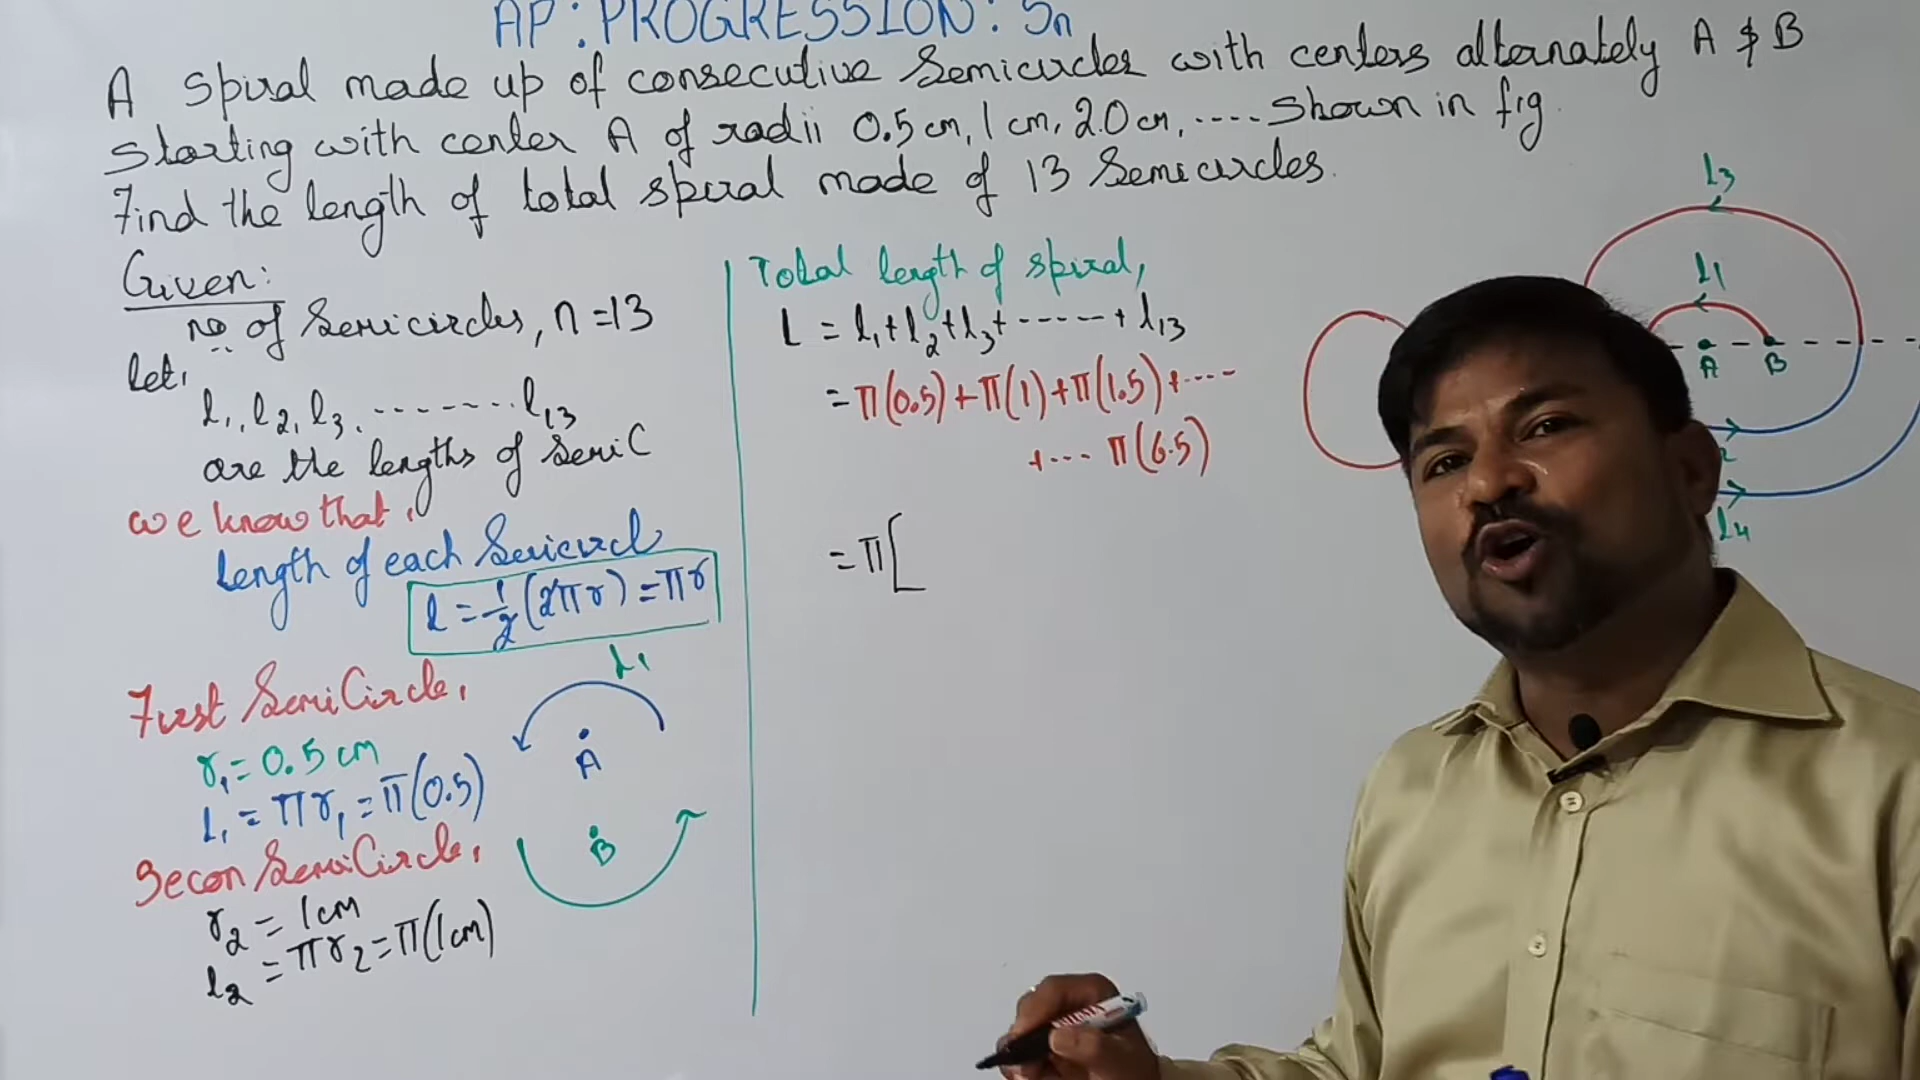 AP: PROGRESSION: Sn
A spiral made up of consecutive Semicircles with centers alternately A & B
starting with center A of radii 0.5 cm, 1 cm, 2.0 cm, ..... Shown in fig.
Find the length of total spiral made of 13 Semicircles.
Given:
no of Semicircles, n = 13
let,
l1, l2, l3, ........ l13
are the lengths of SemiC
we know that,
length of each Semicircl
l = 1/2 (2πr) = πr
First SemiCircle,
r1 = 0.5 cm
L1 = πr1 = π(0.5)
Secon SemiCircle,
r2 = 1cm
l2 = πr2 = π(1cm)
l1
A
B
Total length of spiral,
L = l1 + l2 + l3 + ------ + l13
= π(0.5) + π(1) + π(1.5) + ....
+ ... π(6.5)
= π[
l3
l1
A B
l4